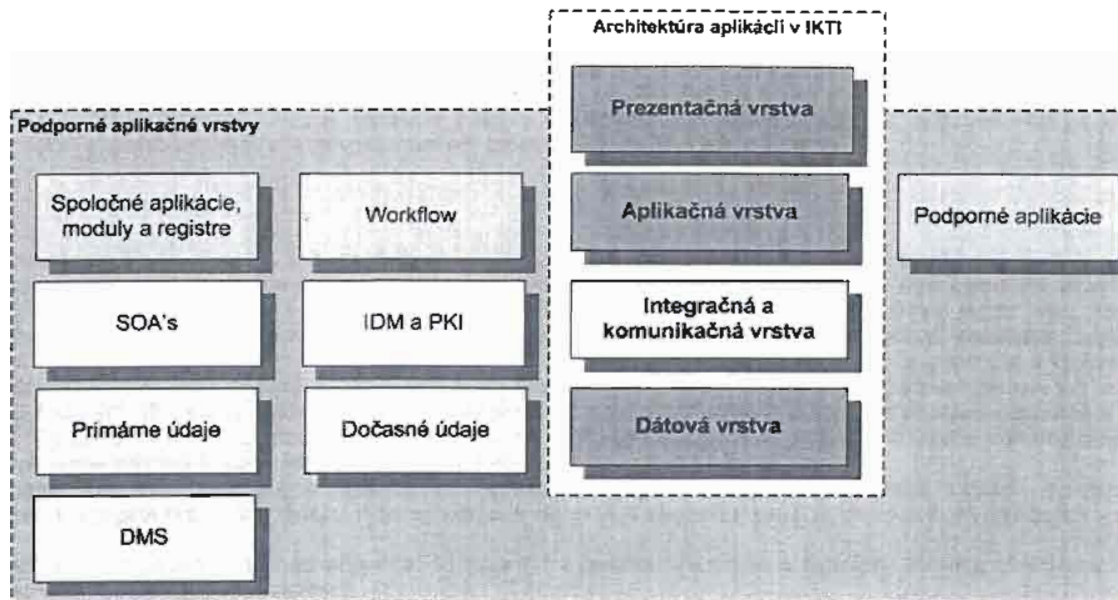 Architektúra aplikácií v IKTI
Prezentačná vrstva
Podporné aplikačné vrstvy
Spoločné aplikácie,
moduly a registre
Workflow
Aplikačná vrstva
Podporné aplikácie
SOA's
IDM a PKI
Integračná a
komunikačná vrstva
Primárne údaje
Dočasné údaje
Dátová vrstva
DMS